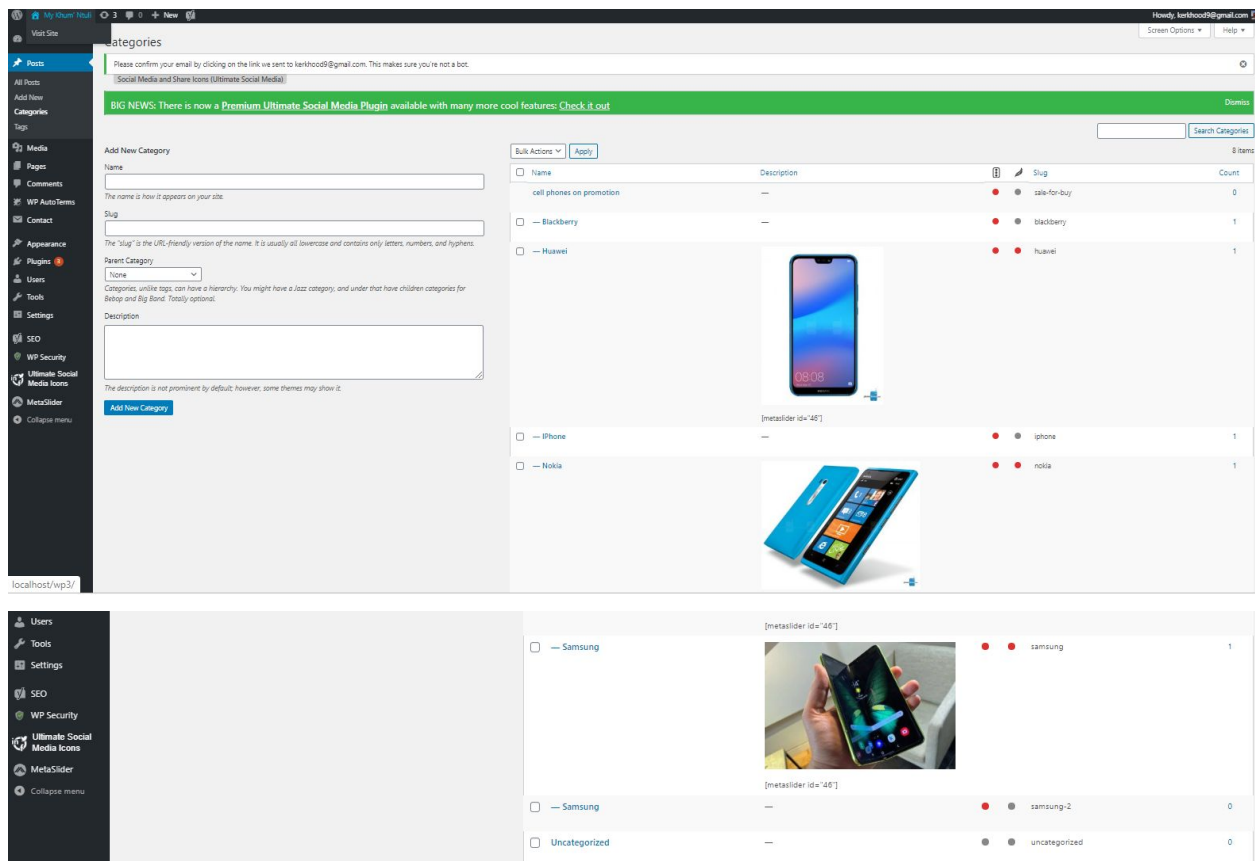 My Khum' Ntuli 3 0 + New Howdy, kerkhood9@gmail.com
Visit Site
Screen Options Help
Categories
Posts
Please confirm your email by clicking on the link we sent to kerkhood9@gmail.com. This makes sure you're not a bot.
Social Media and Share Icons (Ultimate Social Media)
All Posts
Add New
Categories
Tags
BIG NEWS: There is now a Premium Ultimate Social Media Plugin available with many more cool features: Check it out Dismiss
Search Categories
Media
Pages
Comments
WP AutoTerms
Contact
Appearance
Plugins 3
Users
Tools
Settings
SEO
WP Security
Ultimate Social
Media Icons
MetaSlider
Collapse menu
localhost/wp3/
Add New Category
Name
The name is how it appears on your site.
Slug
The "slug" is the URL-friendly version of the name. It is usually all lowercase and contains only letters, numbers, and hyphens.
Parent Category
None
Categories, unlike tags, can have a hierarchy. You might have a Jazz category, and under that have children categories for
Bebop and Big Band. Totally optional.
Description
The description is not prominent by default; however, some themes may show it.
Add New Category
Bulk Actions Apply 8 items
Name Description Slug Count
cell phones on promotion — sale-for-buy 0
— Blackberry — blackberry 1
— Huawei huawei 1
08:08
[metaslider id="46"]
— IPhone — iphone 1
— Nokia nokia 1
Users
Tools
Settings
SEO
WP Security
Ultimate Social
Media Icons
MetaSlider
Collapse menu
[metaslider id="46"]
— Samsung samsung 1
[metaslider id="46"]
— Samsung — samsung-2 0
Uncategorized — uncategorized 0